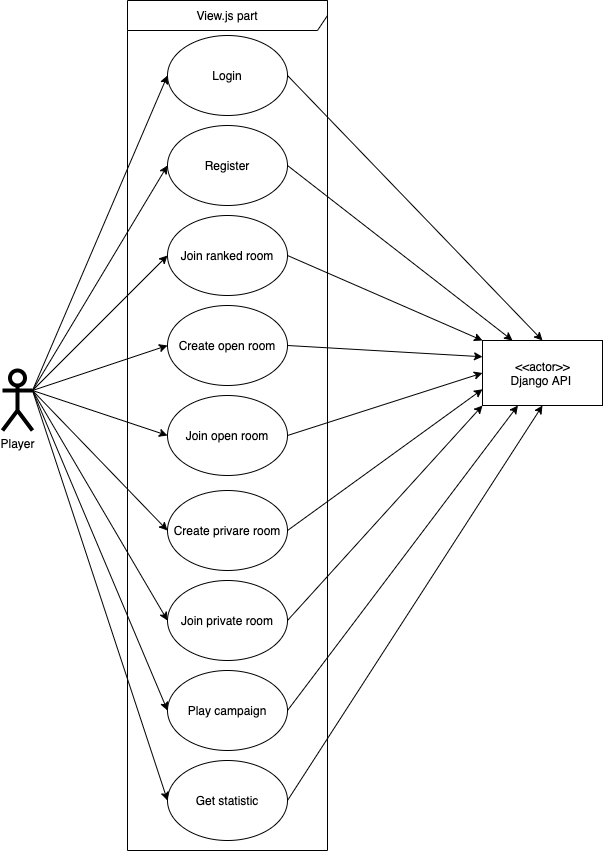 View.js part
Login
Register
Join ranked room
Create open room
<<actor>>
Django API
Join open room
Player
Create privare room
Join private room
Play campaign
Get statistic